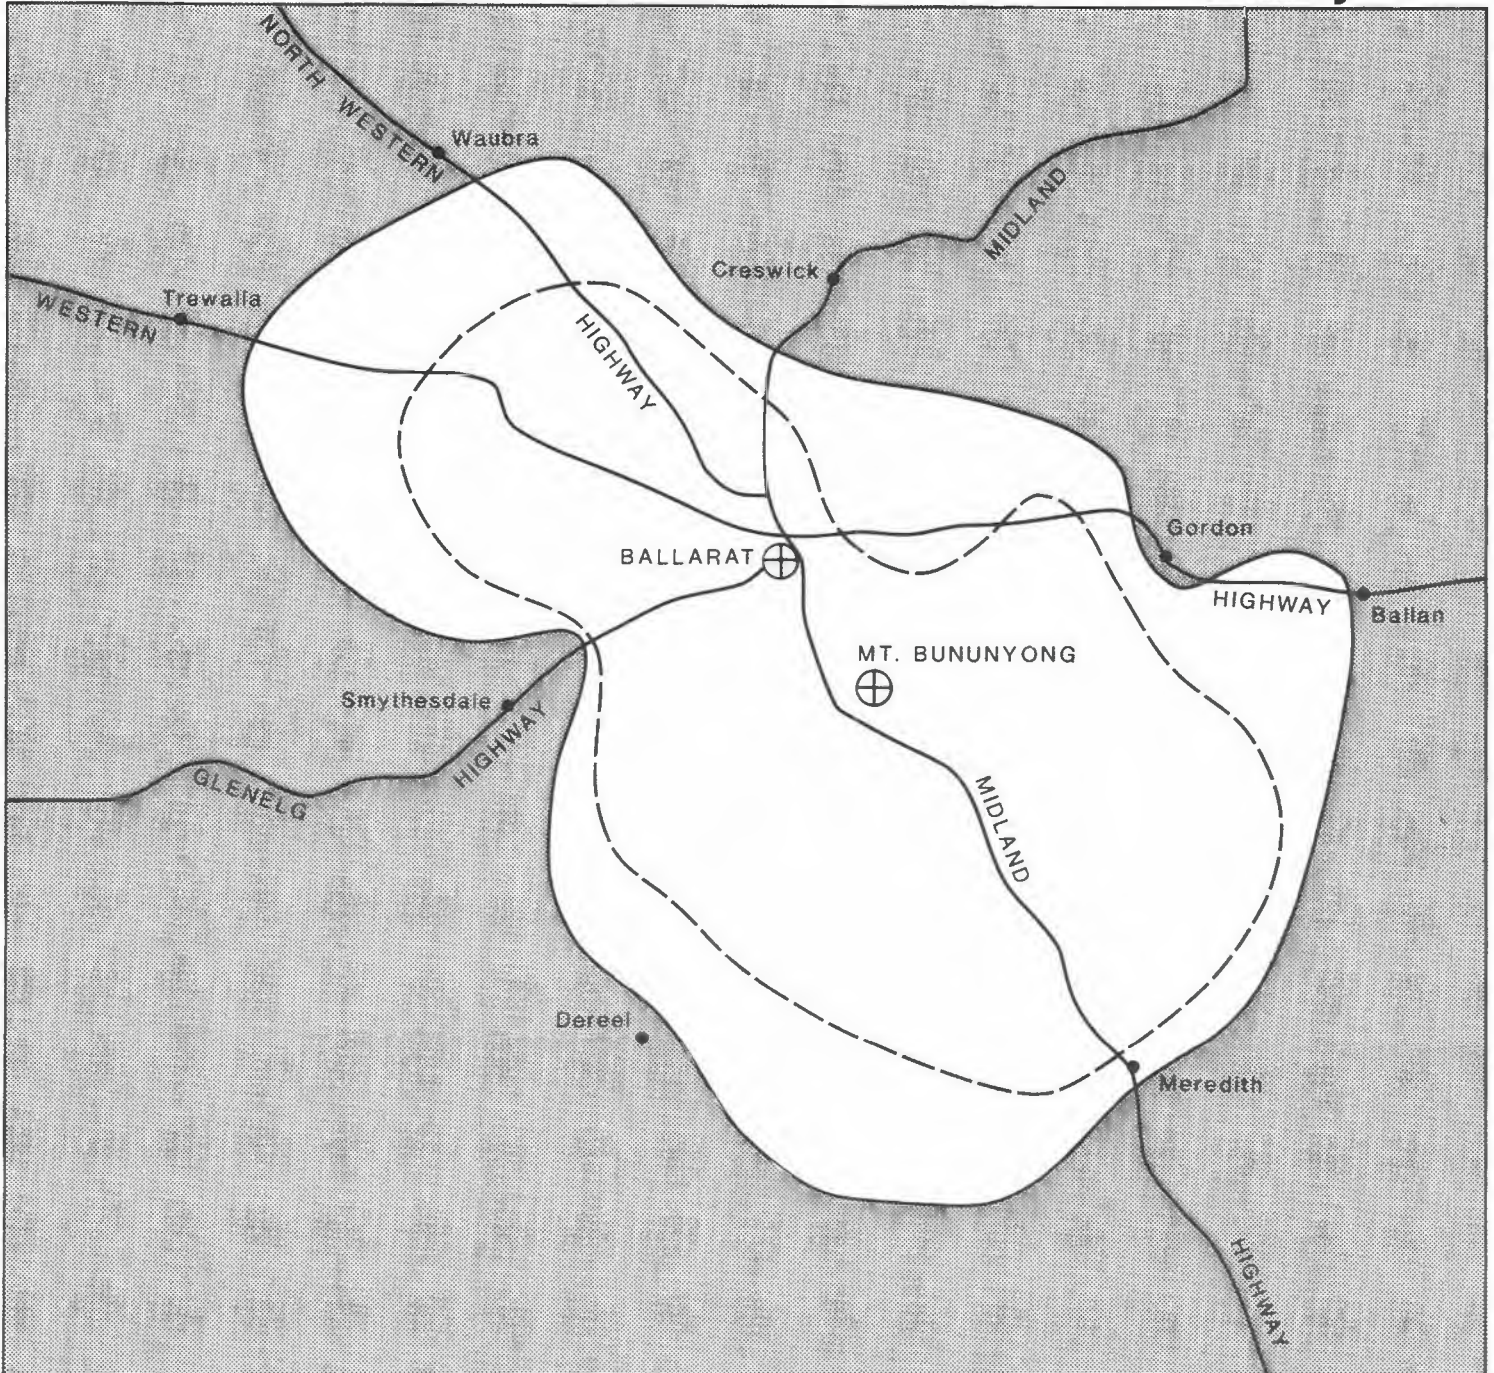 NORTH WESTERN
Waubra
MIDLAND
Creswick
Trewalla
WESTERN
HIGHWAY
Gordon
BALLARAT
HIGHWAY
Ballan
MT. BUNUNYONG
Smythesdale
HIGHWAY
GLENELG
MIDLAND
Dereel
Meredith
HIGHWAY